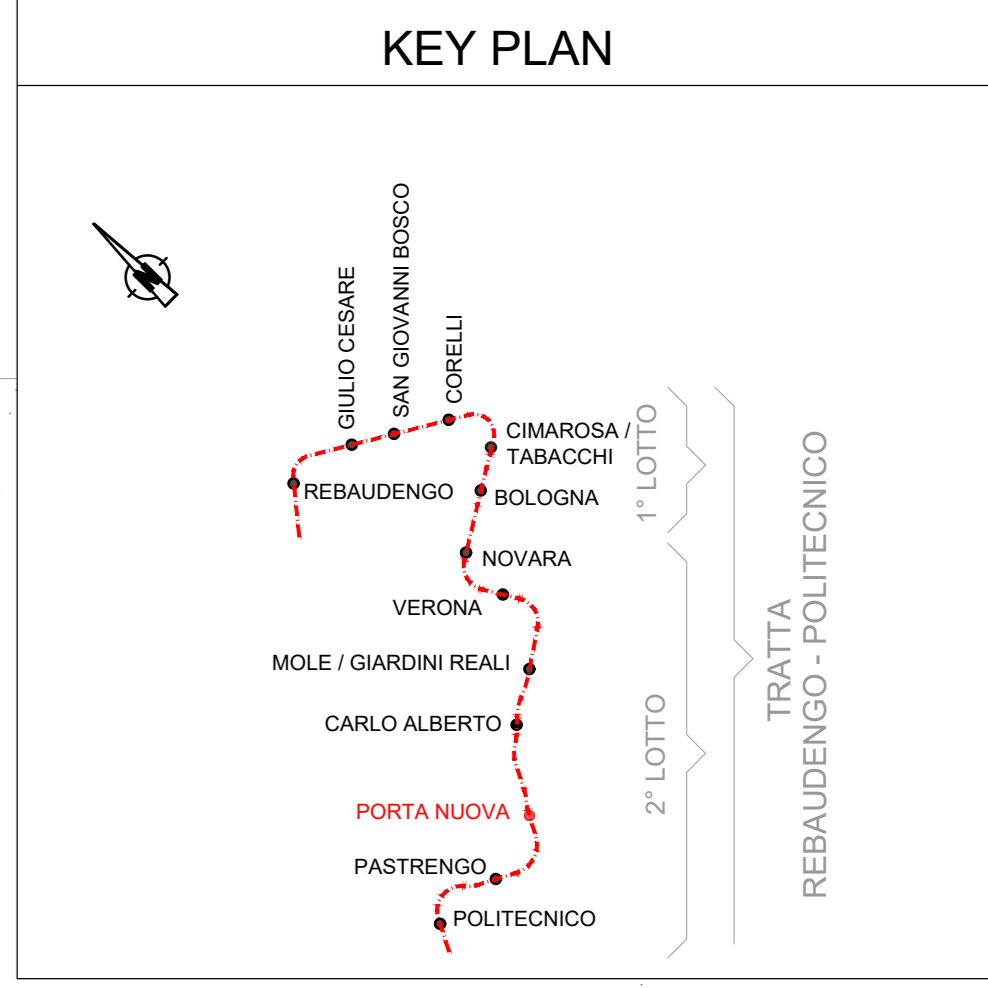 KEY PLAN
N
GIULIO CESARE
SAN GIOVANNI BOSCO
CORELLI
CIMAROSA /
TABACCHI
REBAUDENGO
BOLOGNA
NOVARA
VERONA
MOLE / GIARDINI REALI
CARLO ALBERTO
PORTA NUOVA
PASTRENGO
POLITECNICO
1° LOTTO
2° LOTTO
TRATTA
REBAUDENGO - POLITECNICO